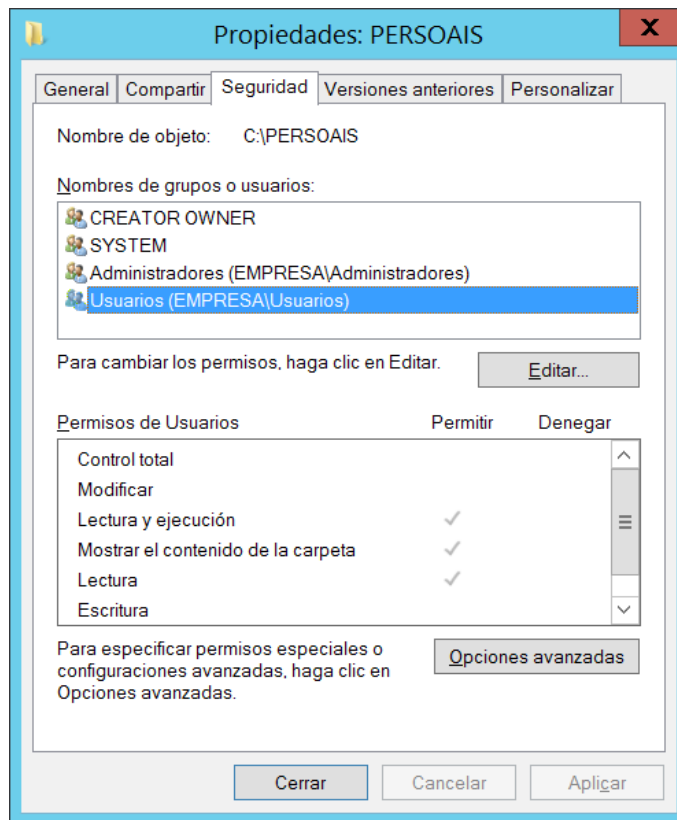 Propiedades: PERSOAIS
X
General Compartir Seguridad Versiones anteriores Personalizar
Nombre de objeto: C:\PERSOAIS
Nombres de grupos o usuarios:
CREATOR OWNER
SYSTEM
Administradores (EMPRESA\Administradores)
Usuarios (EMPRESA\Usuarios)
Para cambiar los permisos, haga clic en Editar.
Editar...
Permisos de Usuarios Permitir Denegar
Control total
Modificar
Lectura y ejecución
Mostrar el contenido de la carpeta
Lectura
Escritura
Para especificar permisos especiales o
configuraciones avanzadas, haga clic en
Opciones avanzadas.
Opciones avanzadas
Cerrar Cancelar Aplicar